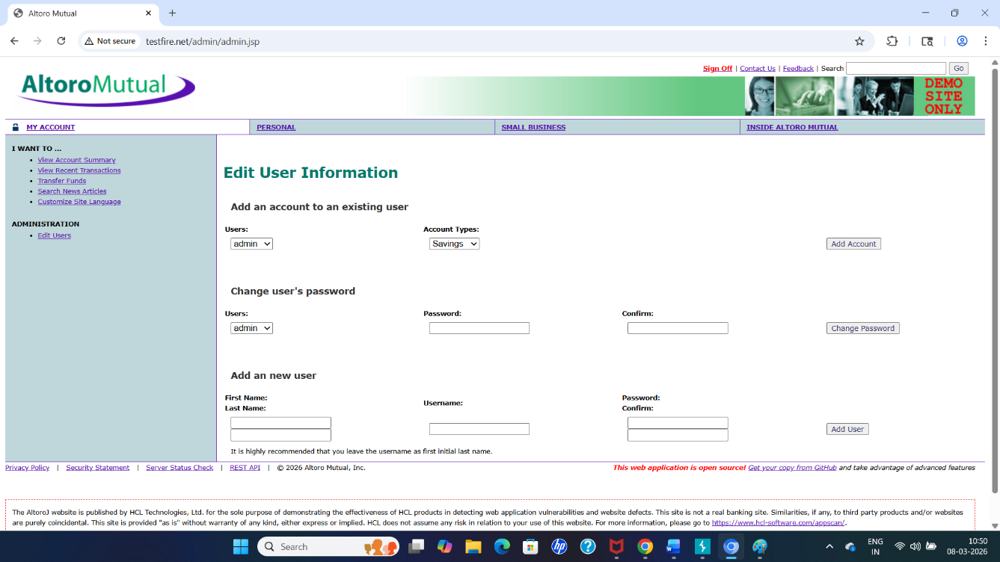 Altoro Mutual
Not secure testfire.net/admin/admin.jsp
Sign Off | Contact Us | Feedback | Search Go
AltoroMutual
DEMO
SITE
ONLY
MY ACCOUNT PERSONAL SMALL BUSINESS INSIDE ALTORO MUTUAL
I WANT TO ...
• View Account Summary
• View Recent Transactions
• Transfer Funds
• Search News Articles
• Customize Site Language
ADMINISTRATION
• Edit Users
Edit User Information
Add an account to an existing user
Users: Account Types:
admin Savings Add Account
Change user's password
Users: Password: Confirm:
admin Change Password
Add an new user
First Name:
Last Name: Username: Password:
Confirm:
Add User
It is highly recommended that you leave the username as first initial last name.
Privacy Policy | Security Statement | Server Status Check | REST API | © 2026 Altoro Mutual, Inc. This web application is open source! Get your copy from GitHub and take advantage of advanced features
The AltoroJ website is published by HCL Technologies, Ltd. for the sole purpose of demonstrating the effectiveness of HCL products in detecting web application vulnerabilities and website defects. This site is not a real banking site. Similarities, if any, to third party products and/or websites
are purely coincidental. This site is provided "as is" without warranty of any kind, either express or implied. HCL does not assume any risk in relation to your use of this website. For more information, please go to https://www.hcl-software.com/appscan/.
Search
hp
W
ENG
IN
10:50
08-03-2026